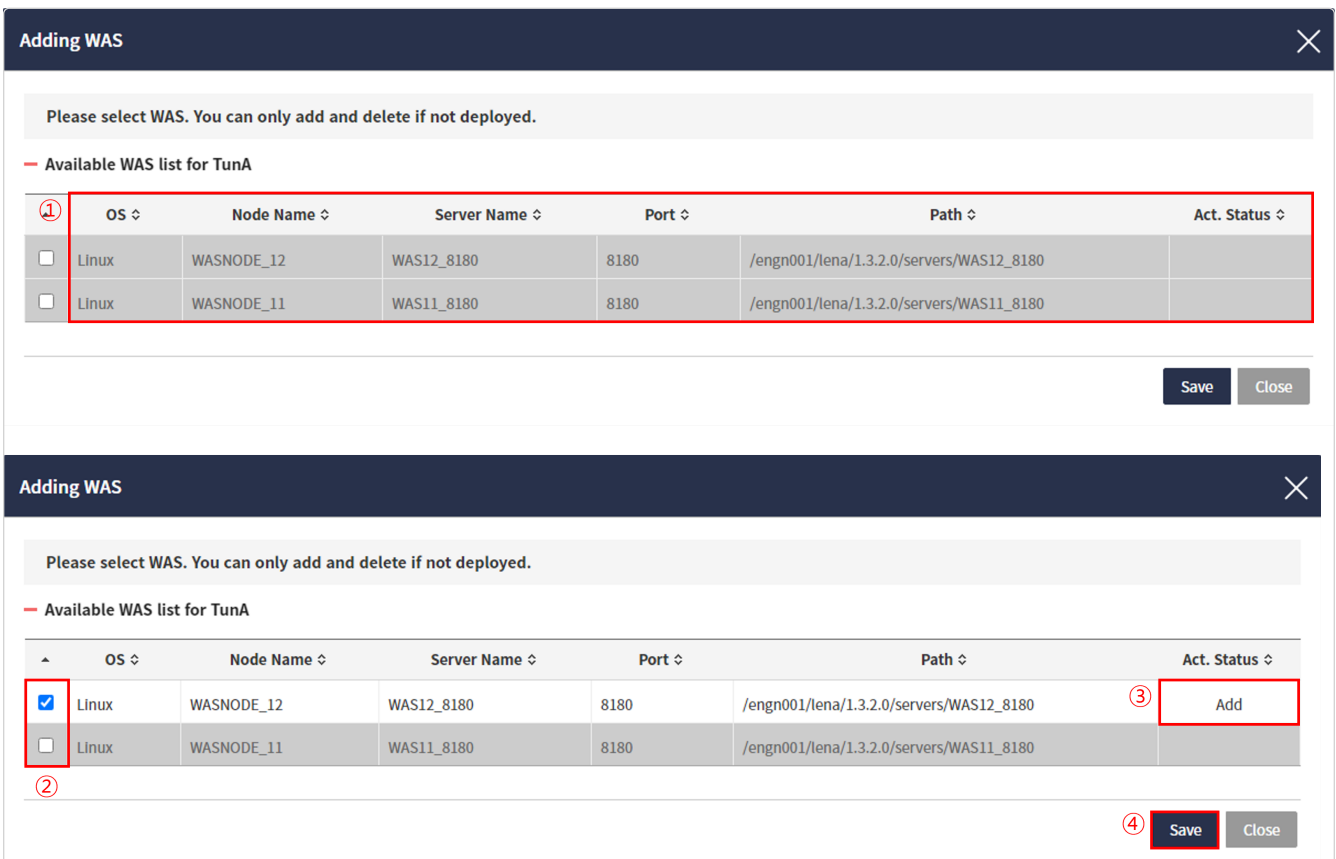 Adding WAS
Please select WAS. You can only add and delete if not deployed.
Available WAS list for TunA
① OS Node Name Server Name Port Path Act. Status
Linux WASNODE_12 WAS12_8180 8180 /engn001/lena/1.3.2.0/servers/WAS12_8180
Linux WASNODE_11 WAS11_8180 8180 /engn001/lena/1.3.2.0/servers/WAS11_8180
Save Close
Adding WAS
Please select WAS. You can only add and delete if not deployed.
Available WAS list for TunA
OS Node Name Server Name Port Path Act. Status
Linux WASNODE_12 WAS12_8180 8180 /engn001/lena/1.3.2.0/servers/WAS12_8180 ③ Add
Linux WASNODE_11 WAS11_8180 8180 /engn001/lena/1.3.2.0/servers/WAS11_8180
②
④ Save Close